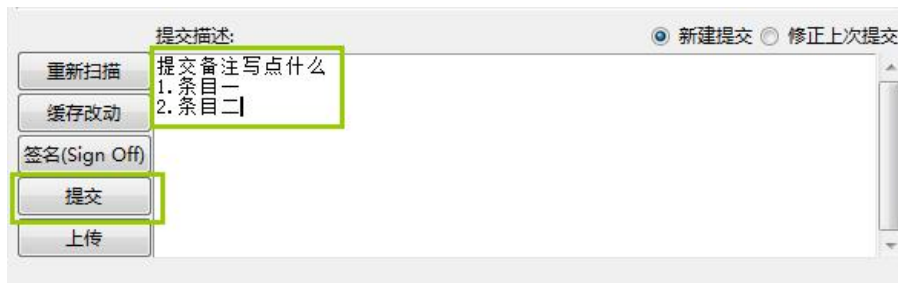 提交描述:
新建提交 修正上次提交
重新扫描
缓存改动
签名(Sign Off)
提交
上传
提交备注写点什么
1.条目一
2.条目二